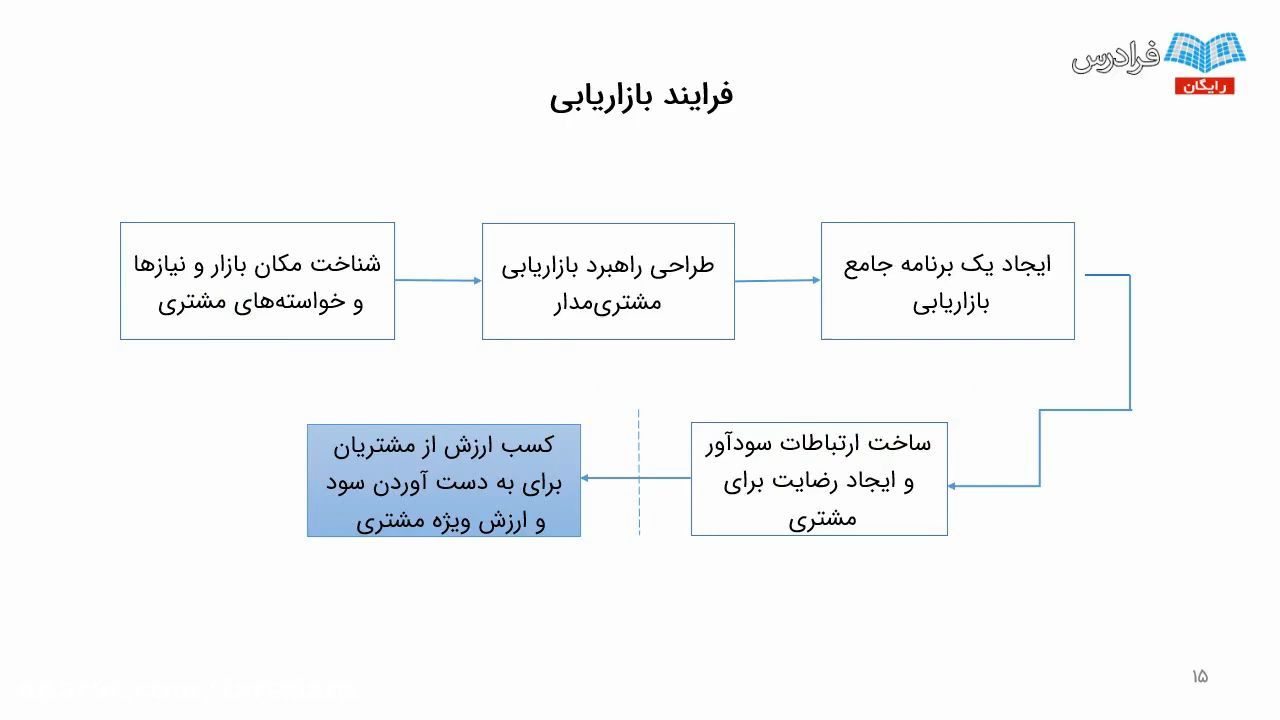 فرادرس
رایگان
فرایند بازاریابی
شناخت مکان بازار و نیازها
و خواسته‌های مشتری
طراحی راهبرد بازاریابی
مشتری‌مدار
ایجاد یک برنامه جامع
بازاریابی
ساخت ارتباطات سودآور
و ایجاد رضایت برای
مشتری
کسب ارزش از مشتریان
برای به دست آوردن سود
و ارزش ویژه مشتری
۱۵